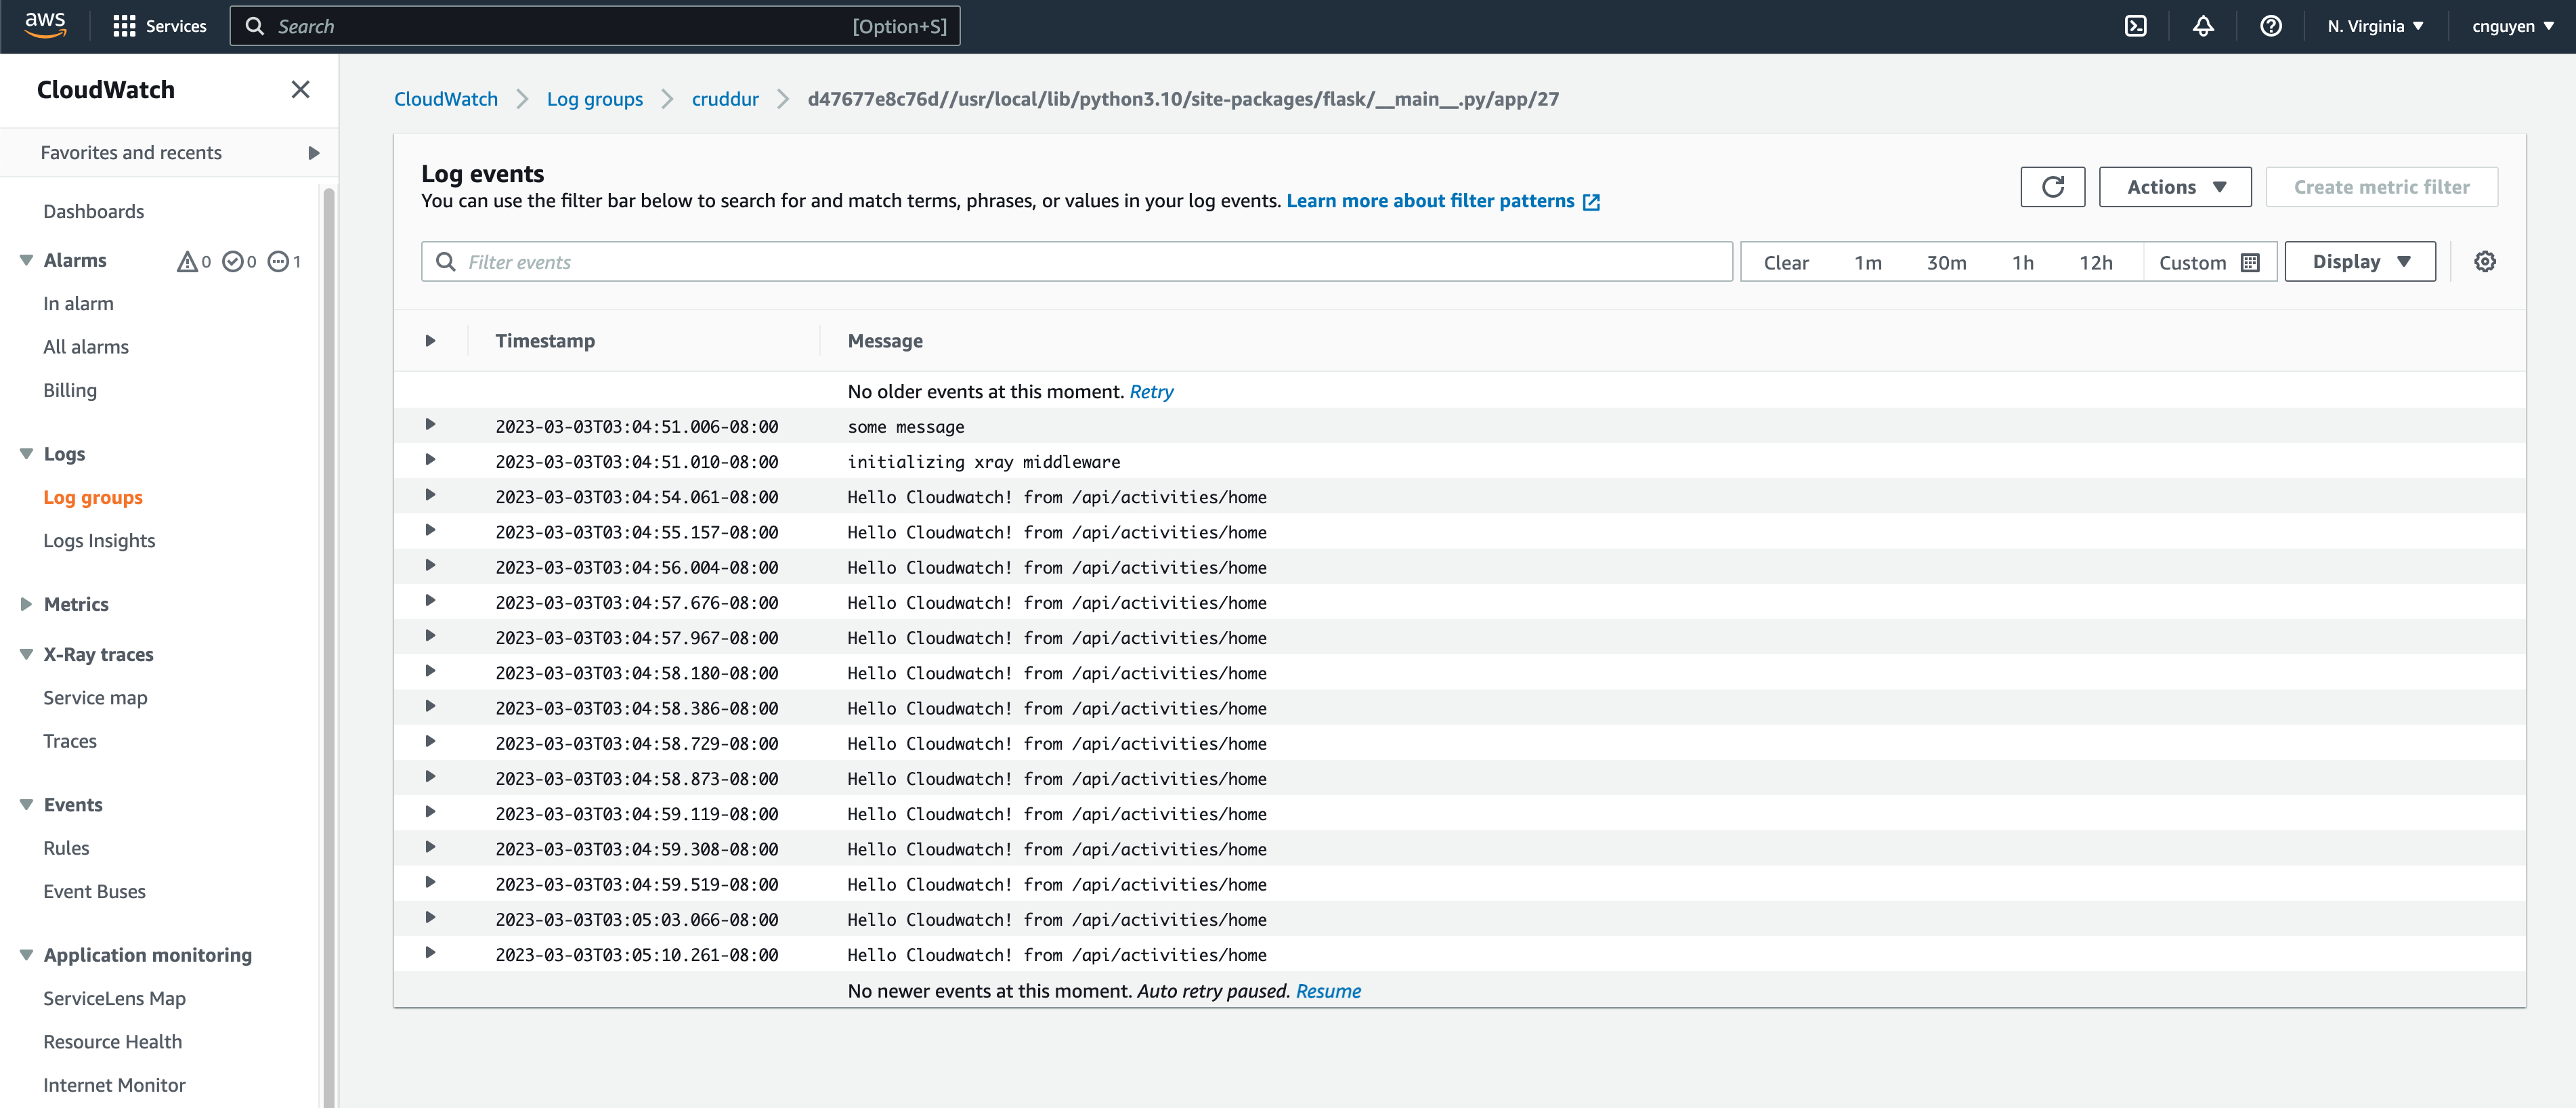 aws Services Search [Option+S] N. Virginia cnguyen
CloudWatch
Favorites and recents
Dashboards
Alarms 0 0 1
In alarm
All alarms
Billing
Logs
Log groups
Logs Insights
Metrics
X-Ray traces
Service map
Traces
Events
Rules
Event Buses
Application monitoring
ServiceLens Map
Resource Health
Internet Monitor
CloudWatch Log groups cruddur d47677e8c76d//usr/local/lib/python3.10/site-packages/flask/__main__.py/app/27
Log events
You can use the filter bar below to search for and match terms, phrases, or values in your log events. Learn more about filter patterns
Actions Create metric filter
Filter events Clear 1m 30m 1h 12h Custom Display
Timestamp Message
No older events at this moment. Retry
2023-03-03T03:04:51.006-08:00 some message
2023-03-03T03:04:51.010-08:00 initializing xray middleware
2023-03-03T03:04:54.061-08:00 Hello Cloudwatch! from /api/activities/home
2023-03-03T03:04:55.157-08:00 Hello Cloudwatch! from /api/activities/home
2023-03-03T03:04:56.004-08:00 Hello Cloudwatch! from /api/activities/home
2023-03-03T03:04:57.676-08:00 Hello Cloudwatch! from /api/activities/home
2023-03-03T03:04:57.967-08:00 Hello Cloudwatch! from /api/activities/home
2023-03-03T03:04:58.180-08:00 Hello Cloudwatch! from /api/activities/home
2023-03-03T03:04:58.386-08:00 Hello Cloudwatch! from /api/activities/home
2023-03-03T03:04:58.729-08:00 Hello Cloudwatch! from /api/activities/home
2023-03-03T03:04:58.873-08:00 Hello Cloudwatch! from /api/activities/home
2023-03-03T03:04:59.119-08:00 Hello Cloudwatch! from /api/activities/home
2023-03-03T03:04:59.308-08:00 Hello Cloudwatch! from /api/activities/home
2023-03-03T03:04:59.519-08:00 Hello Cloudwatch! from /api/activities/home
2023-03-03T03:05:03.066-08:00 Hello Cloudwatch! from /api/activities/home
2023-03-03T03:05:10.261-08:00 Hello Cloudwatch! from /api/activities/home
No newer events at this moment. Auto retry paused. Resume